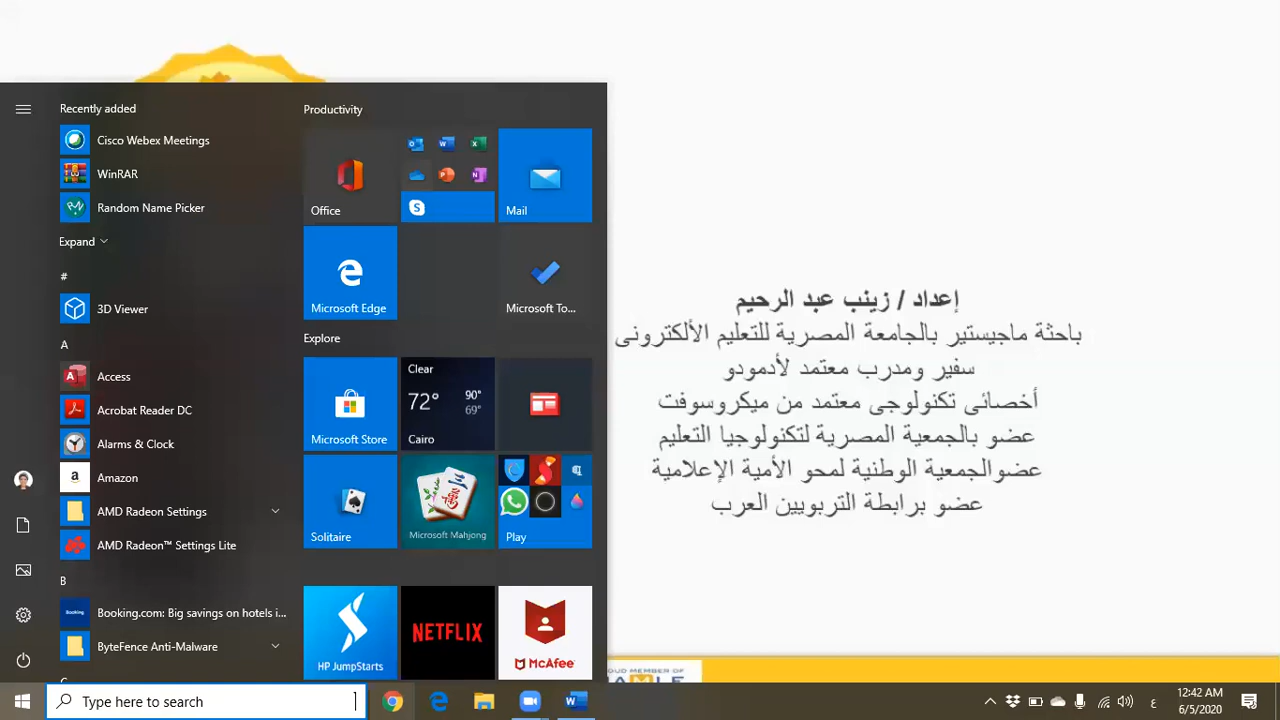 Recently added
Cisco Webex Meetings
WinRAR
Random Name Picker
Expand
#
3D Viewer
A
Access
Acrobat Reader DC
Alarms & Clock
Amazon
AMD Radeon Settings
AMD Radeon™ Settings Lite
B
Booking.com: Big savings on hotels i...
ByteFence Anti-Malware
Productivity
Office
Mail
Microsoft Edge
Microsoft To...
Explore
Microsoft Store
Clear
72° 90°
69°
Cairo
Solitaire
Microsoft Mahjong
Play
HP JumpStarts
NETFLIX
McAfee
إعداد / زينب عبد الرحيم
باحثة ماجيستير بالجامعة المصرية للتعليم الألكترونى
سفير ومدرب معتمد لأدمودو
أخصائى تكنولوجى معتمد من ميكروسوفت
عضو بالجمعية المصرية لتكنولوجيا التعليم
عضوالجمعية الوطنية لمحو الأمية الإعلامية
عضو برابطة التربويين العرب
MEMBER OF
Type here to search
ع
12:42 AM
6/5/2020